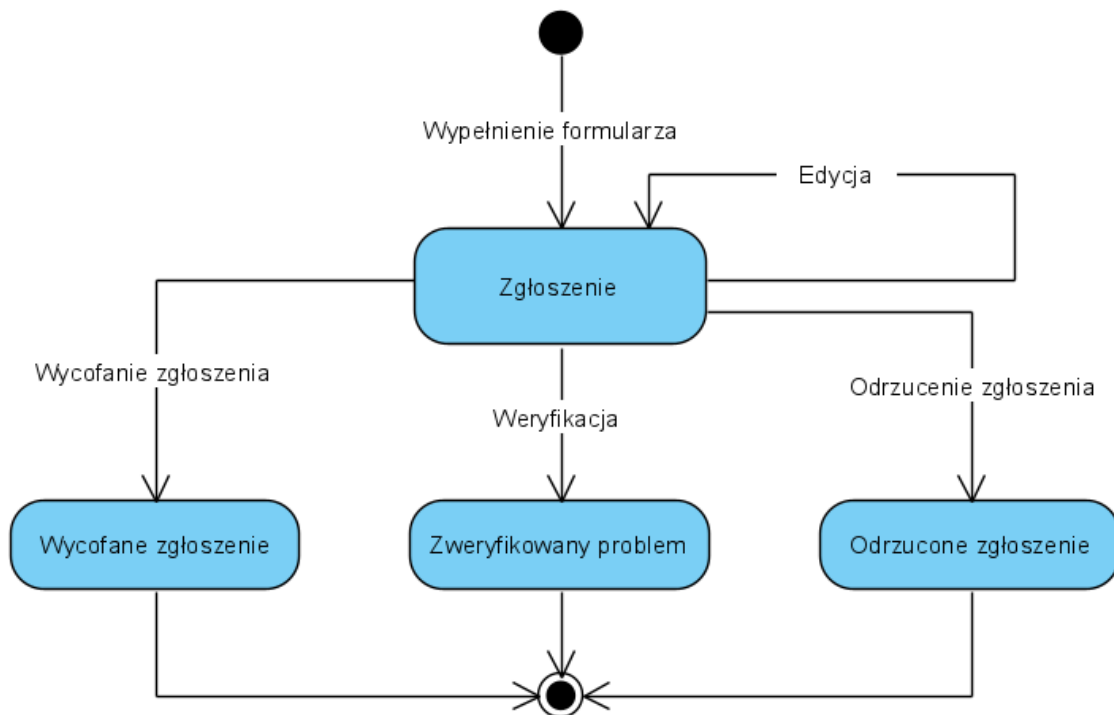 Wypełnienie formularza
Edycja
Zgłoszenie
Wycofanie zgłoszenia
Weryfikacja
Odrzucenie zgłoszenia
Wycofane zgłoszenie
Zweryfikowany problem
Odrzucone zgłoszenie